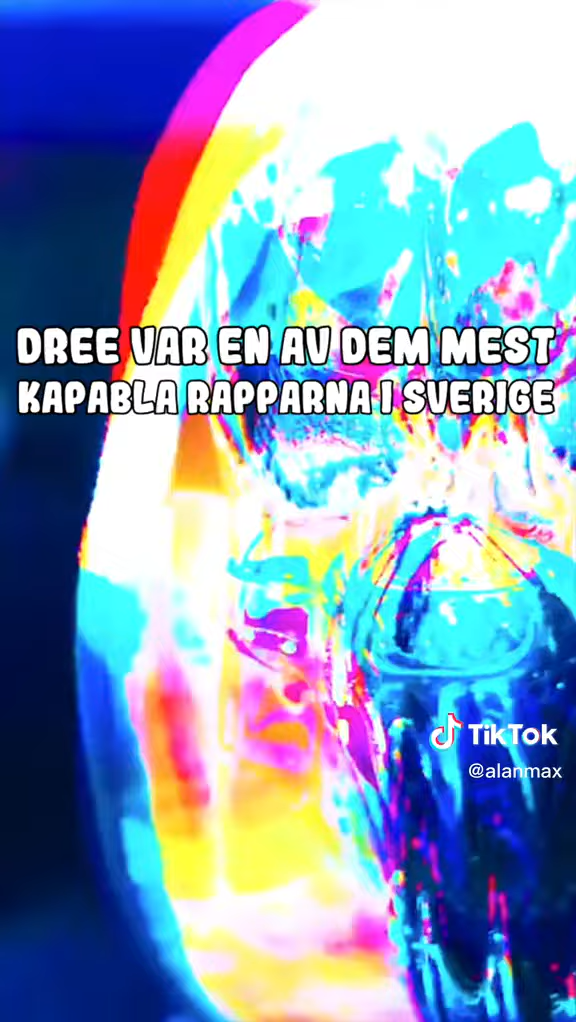 DREE VAR EN AV DEM MEST
KAPABLA RAPPARNA I SVERIGE
TikTok
@alanmax